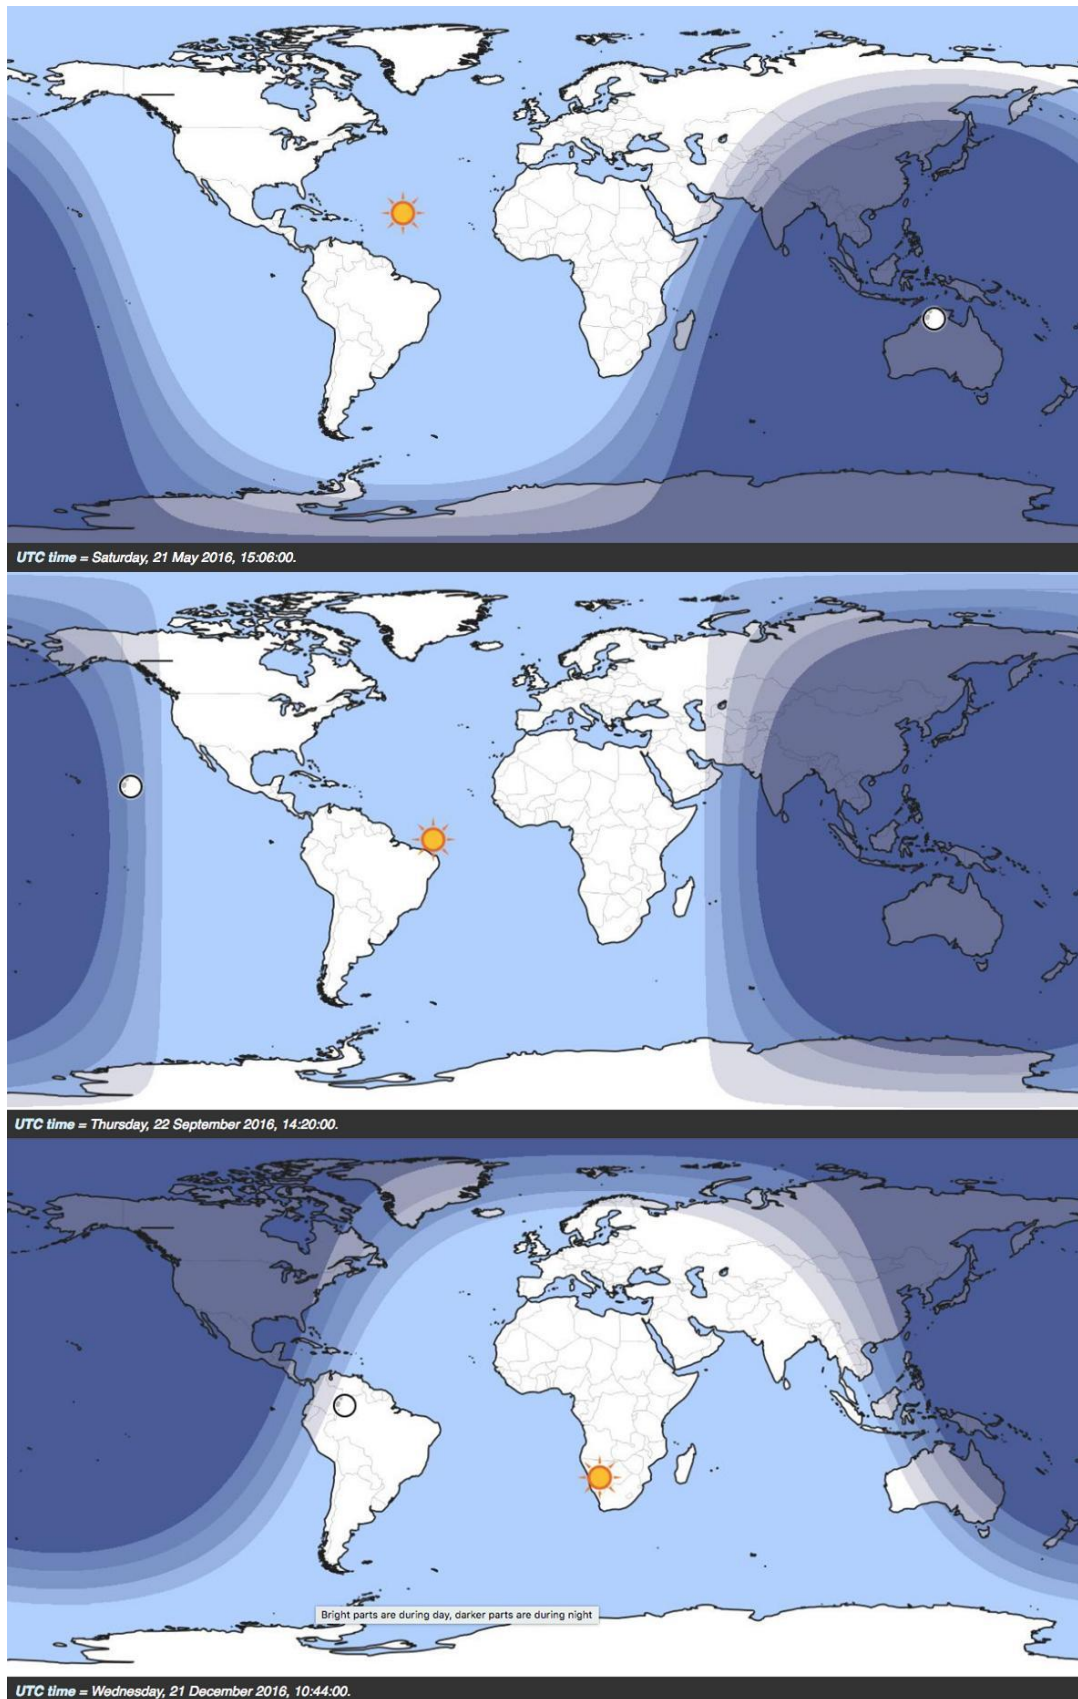 UTC time = Saturday, 21 May 2016, 15:06:00.
UTC time = Thursday, 22 September 2016, 14:20:00.
Bright parts are during day, darker parts are during night
UTC time = Wednesday, 21 December 2016, 10:44:00.